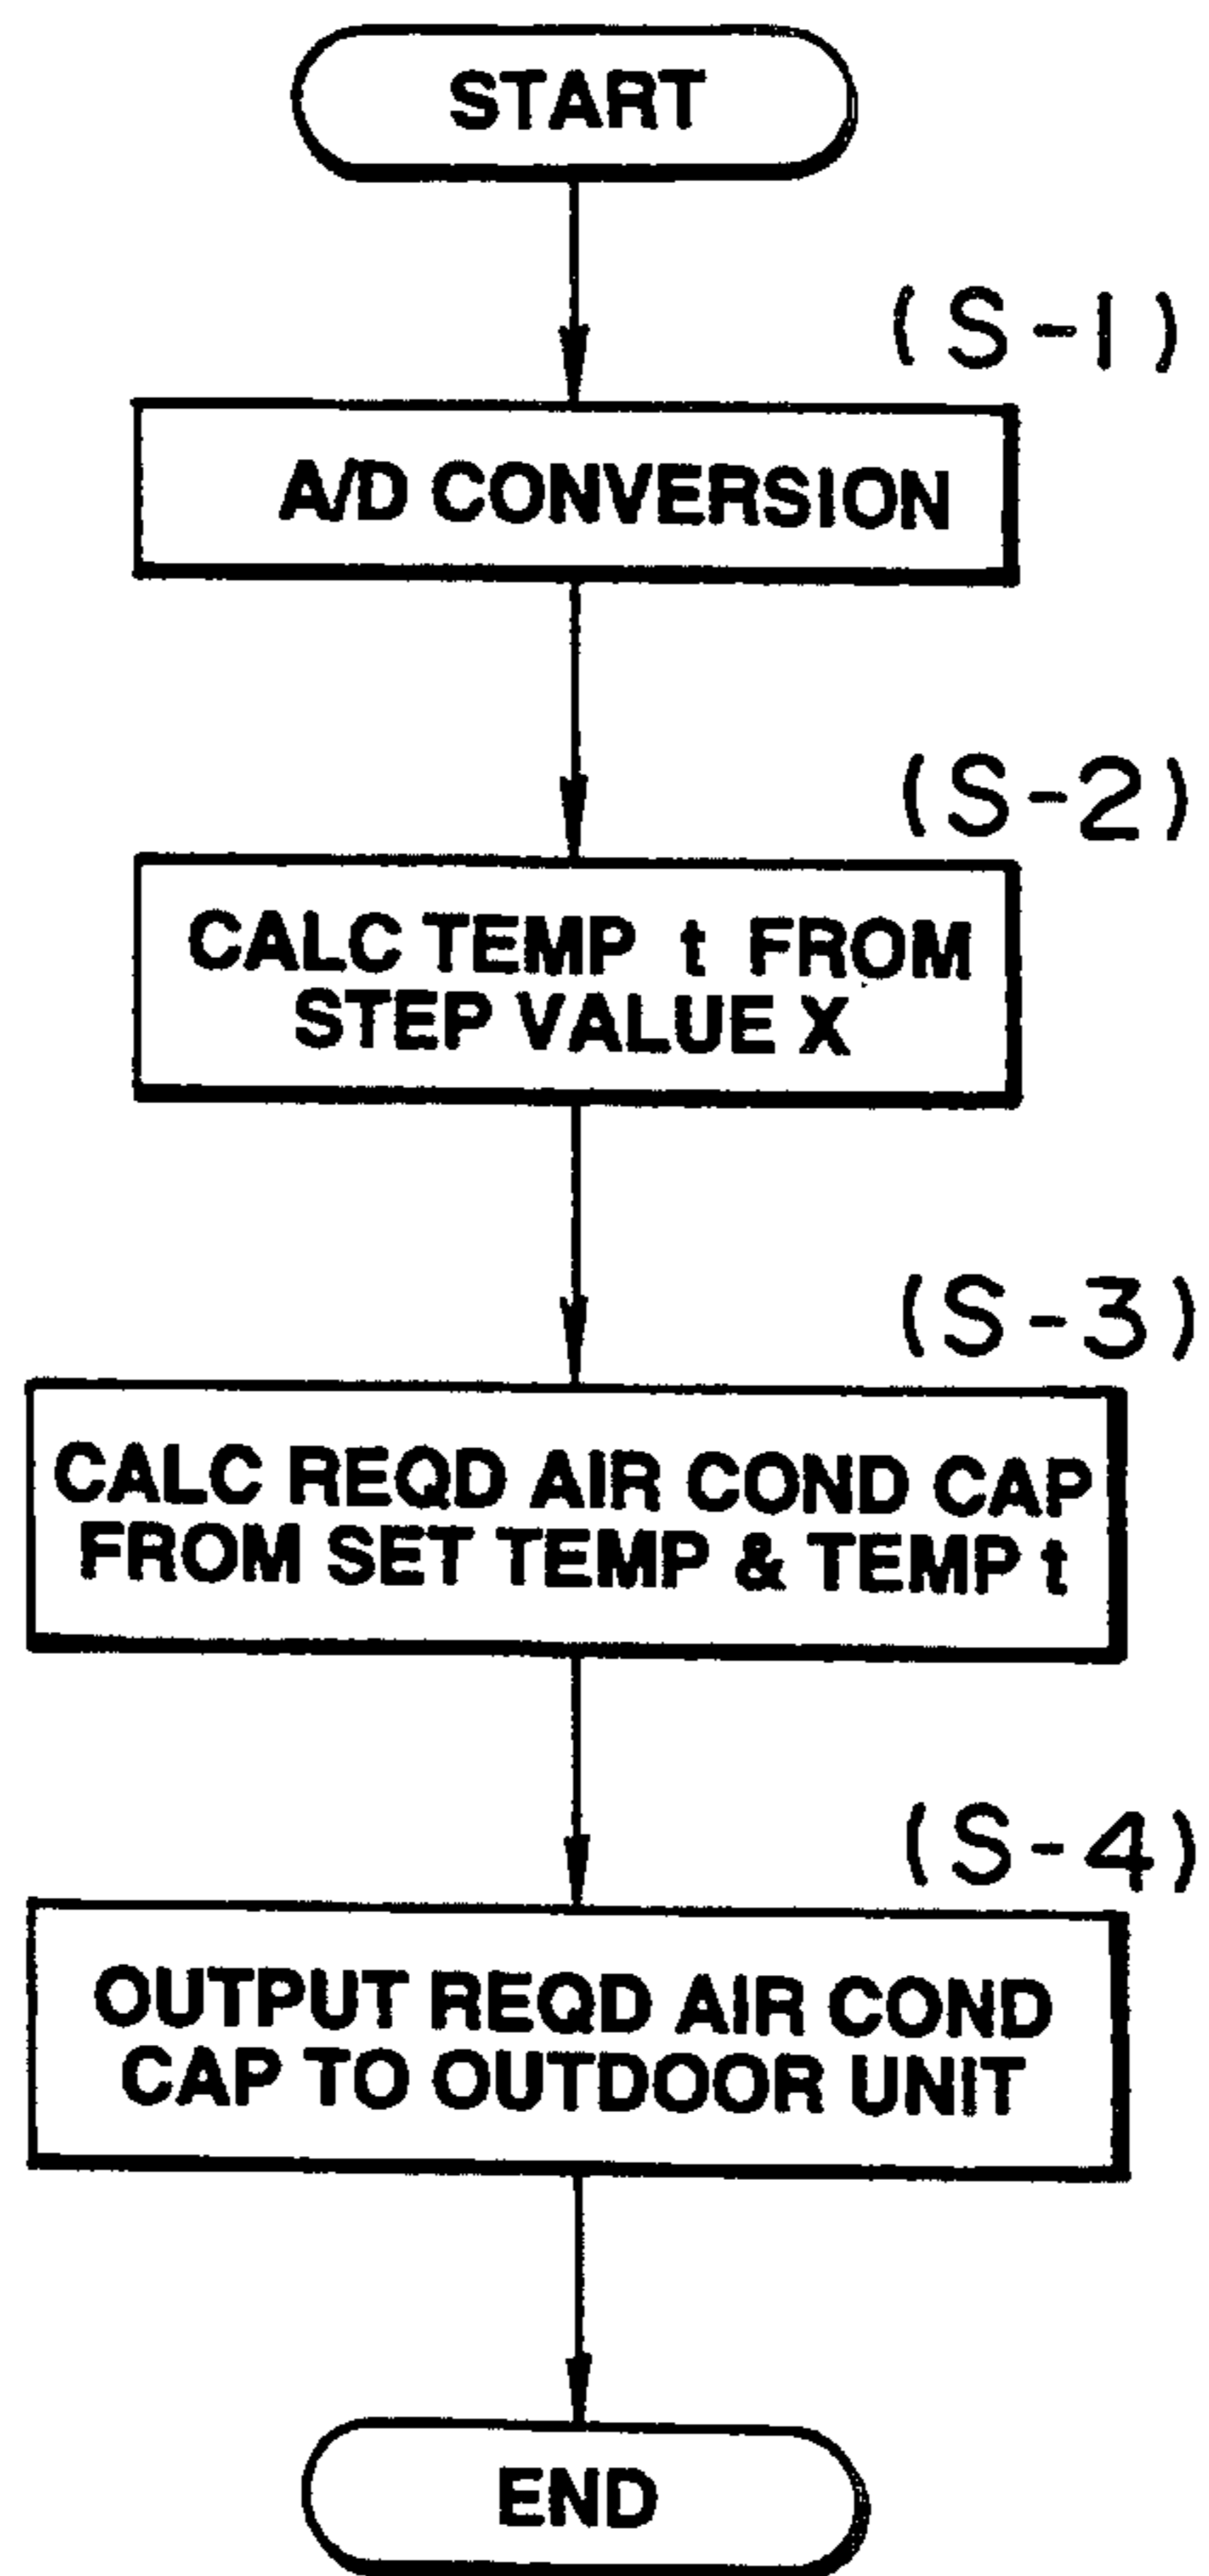 START
(S-1)
A/D CONVERSION
(S-2)
CALC TEMP t FROM
STEP VALUE X
(S-3)
CALC REQD AIR COND CAP
FROM SET TEMP & TEMP t
(S-4)
OUTPUT REQD AIR COND
CAP TO OUTDOOR UNIT
END